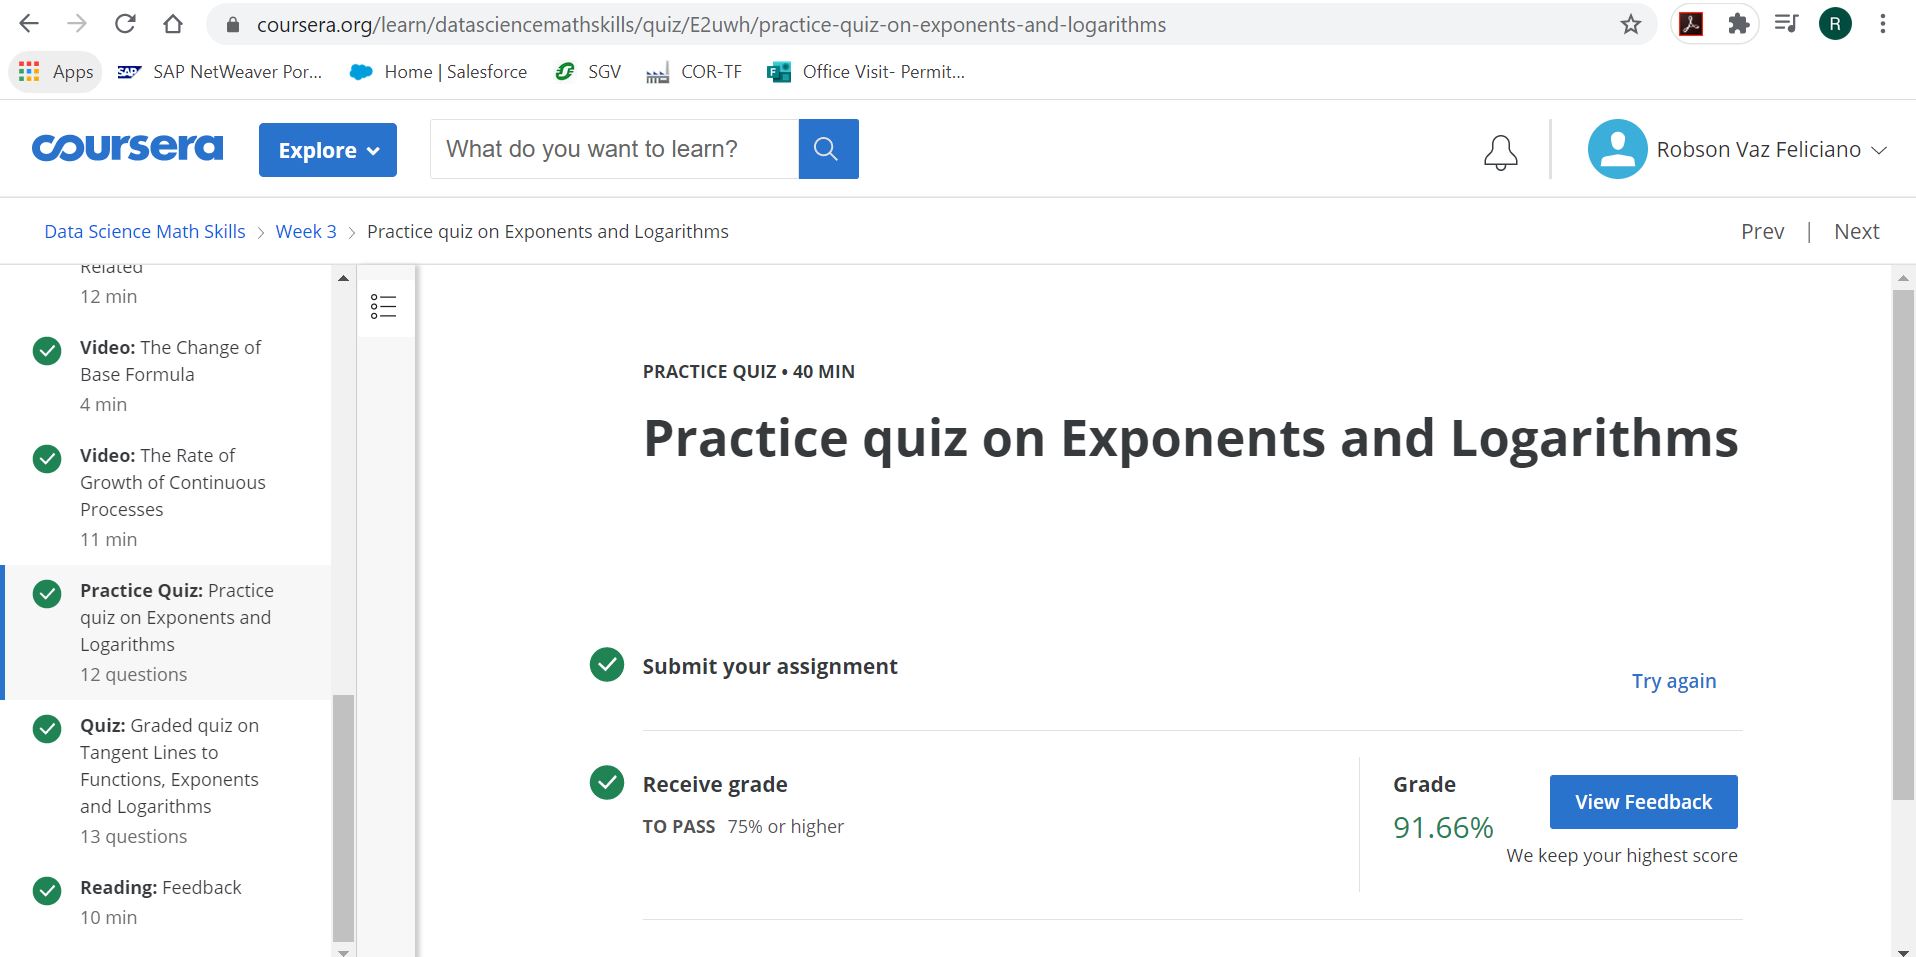 coursera.org/learn/datasciencemathskills/quiz/E2uwh/practice-quiz-on-exponents-and-logarithms
R
Apps SAP SAP NetWeaver Por... Home | Salesforce SGV COR-TF Office Visit- Permit...
coursera Explore What do you want to learn? Robson Vaz Feliciano
Data Science Math Skills > Week 3 > Practice quiz on Exponents and Logarithms Prev | Next
Related
12 min
Video: The Change of
Base Formula
4 min
Video: The Rate of
Growth of Continuous
Processes
11 min
Practice Quiz: Practice
quiz on Exponents and
Logarithms
12 questions
Quiz: Graded quiz on
Tangent Lines to
Functions, Exponents
and Logarithms
13 questions
Reading: Feedback
10 min
PRACTICE QUIZ • 40 MIN
Practice quiz on Exponents and Logarithms
Submit your assignment
Try again
Receive grade
TO PASS 75% or higher
Grade
91.66%
View Feedback
We keep your highest score